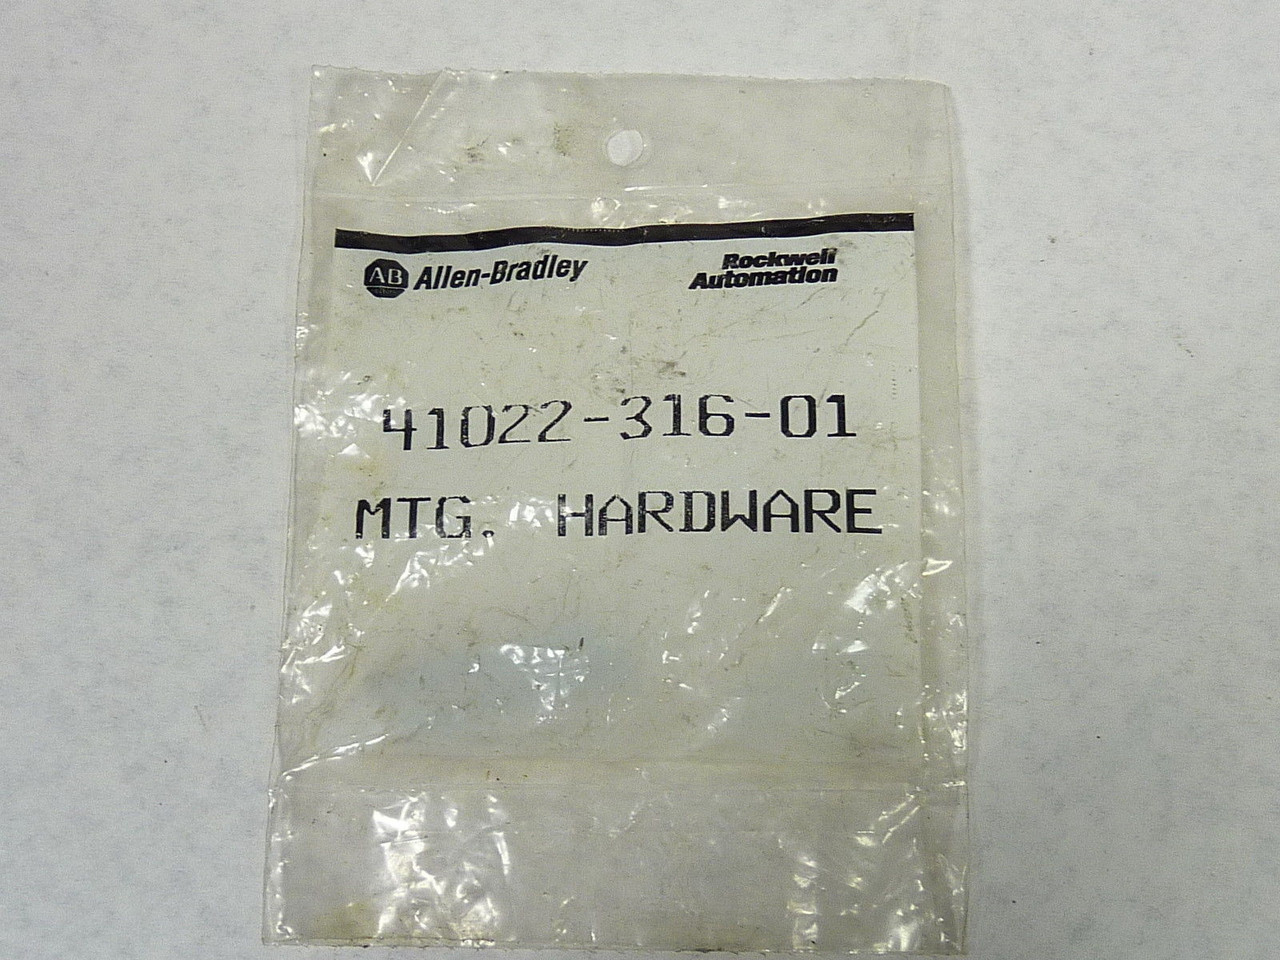 AB Allen-Bradley
Rockwell
Automation
41022-316-01
MTG. HARDWARE